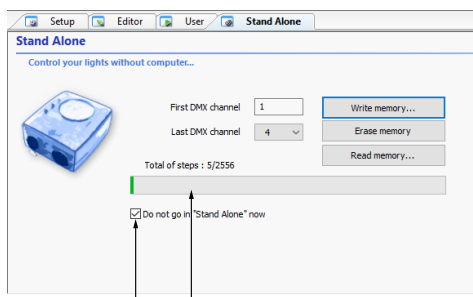 Setup Editor User Stand Alone
Stand Alone
Control your lights without computer...
First DMX channel 1 Write memory...
Last DMX channel 4 Erase memory
Read memory...
Total of steps : 5/2556
Do not go in "Stand Alone" now